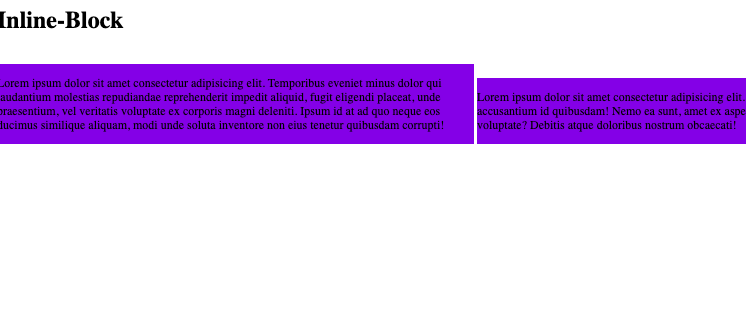 Inline-Block
Lorem ipsum dolor sit amet consectetur adipisicing elit. Temporibus eveniet minus dolor qui
laudantium molestias repudiandae reprehenderit impedit aliquid, fugit eligendi placeat, unde
praesentium, vel veritatis voluptate ex corporis magni deleniti. Ipsum id at ad quo neque eos
ducimus similique aliquam, modi unde soluta inventore non eius tenetur quibusdam corrupti!
Lorem ipsum dolor sit amet consectetur adipisicing elit.
accusantium id quibusdam! Nemo ea sunt, amet ex aspe
voluptate? Debitis atque doloribus nostrum obcaecati!